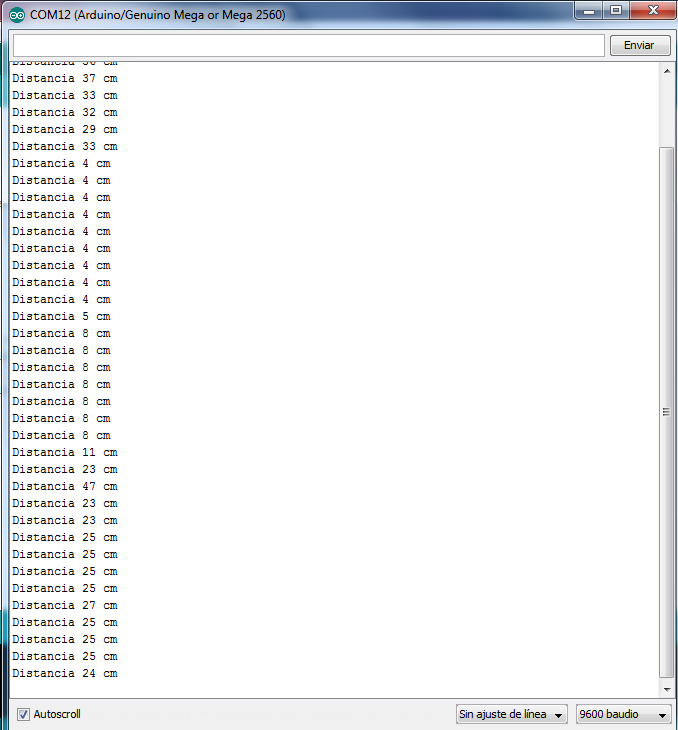 COM12 (Arduino/Genuino Mega or Mega 2560)
Enviar
Distancia 36 cm
Distancia 37 cm
Distancia 33 cm
Distancia 32 cm
Distancia 29 cm
Distancia 33 cm
Distancia 4 cm
Distancia 4 cm
Distancia 4 cm
Distancia 4 cm
Distancia 4 cm
Distancia 4 cm
Distancia 4 cm
Distancia 4 cm
Distancia 4 cm
Distancia 5 cm
Distancia 8 cm
Distancia 8 cm
Distancia 8 cm
Distancia 8 cm
Distancia 8 cm
Distancia 8 cm
Distancia 8 cm
Distancia 11 cm
Distancia 23 cm
Distancia 47 cm
Distancia 23 cm
Distancia 23 cm
Distancia 25 cm
Distancia 25 cm
Distancia 25 cm
Distancia 25 cm
Distancia 27 cm
Distancia 25 cm
Distancia 25 cm
Distancia 25 cm
Distancia 24 cm
Autoscroll
Sin ajuste de línea
9600 baudio